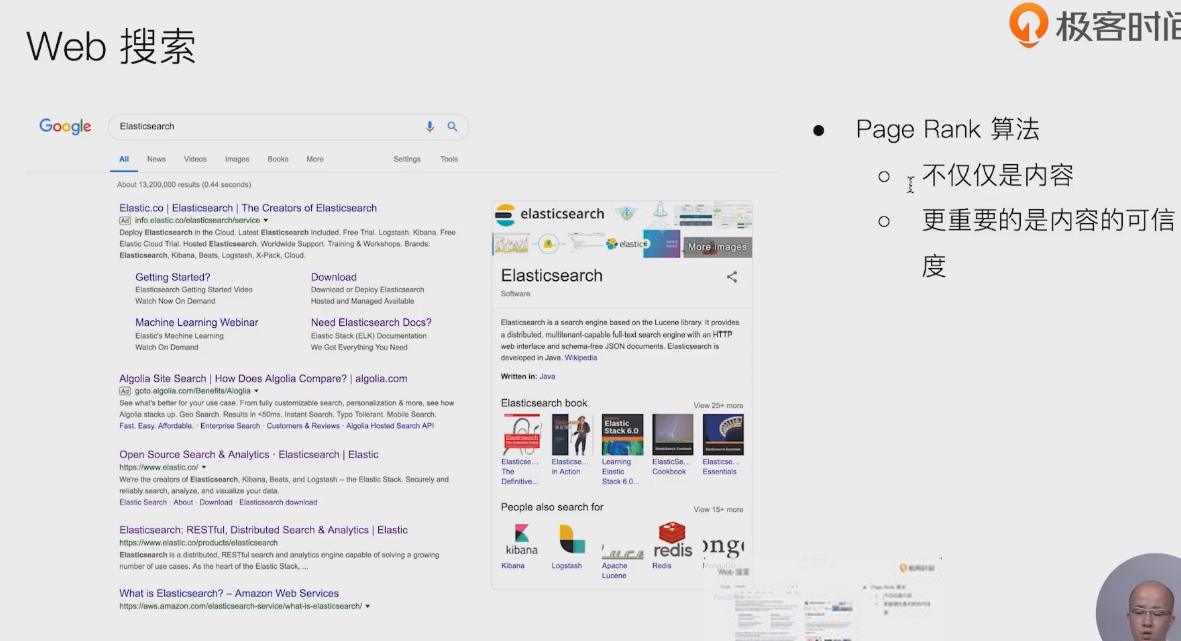 Web 搜索
极客时间
Google
Elasticsearch
All News Videos Images Books More Settings Tools
About 13,200,000 results (0.44 seconds)
Elastic.co | Elasticsearch | The Creators of Elasticsearch
Ad info.elastic.co/elasticsearch/service
Deploy Elasticsearch in the Cloud. Latest Elasticsearch Included. Free Trial. Logstash, Kibana. Free
Elastic Cloud Trial. Hosted Elasticsearch. Worldwide Support. Training & Workshops. Brands:
Elasticsearch, Kibana, Beats, Logstash, X-Pack, Cloud.
Getting Started?
Elasticsearch Getting Started Video
Watch Now On Demand
Download
Download or Deploy Elasticsearch
Hosted and Managed Available
Machine Learning Webinar
Elastic's Machine Learning
Watch On Demand
Need Elasticsearch Docs?
Elastic Stack (ELK) Documentation
We Got Everything You Need
Algolia Site Search | How Does Algolia Compare? | algolia.com
Ad goto.algolia.com/Benefits/Aloglia
See what's better for your use case. From fully customizable search, personalization & more, see how
Algolia stacks up. Geo Search. Results in <50ms. Instant Search. Typo Tollerant. Mobile Search.
Fast. Easy. Affordable. · Enterprise Search · Customers & Reviews · Algolia Hosted Search API
Open Source Search & Analytics · Elasticsearch | Elastic
https://www.elastic.co/
We're the creators of Elasticsearch, Kibana, Beats, and Logstash -- the Elastic Stack. Securely and
reliably search, analyze, and visualize your data.
Elastic Search · About · Download · Elasticsearch download
Elasticsearch: RESTful, Distributed Search & Analytics | Elastic
https://www.elastic.co/products/elasticsearch
Elasticsearch is a distributed, RESTful search and analytics engine capable of solving a growing
number of use cases. As the heart of the Elastic Stack, ...
What is Elasticsearch? – Amazon Web Services
https://aws.amazon.com/elasticsearch-service/what-is-elasticsearch/
elasticsearch
elastic
More images
Elasticsearch
Software
Elasticsearch is a search engine based on the Lucene library. It provides
a distributed, multitenant-capable full-text search engine with an HTTP
web interface and schema-free JSON documents. Elasticsearch is
developed in Java. Wikipedia
Written in: Java
Elasticsearch book
View 25+ more
Elastic Stack 6.0
Elasticse... The Definitive...
Elasticse... in Action
Learning Elastic Stack 6.0...
ElasticSe... Cookbook
Elasticse... Essentials
People also search for
View 15+ more
kibana
redis
Kibana
Logstash
Apache Lucene
Redis
● Page Rank 算法
○ 不仅仅是内容
○ 更重要的是内容的可信
度